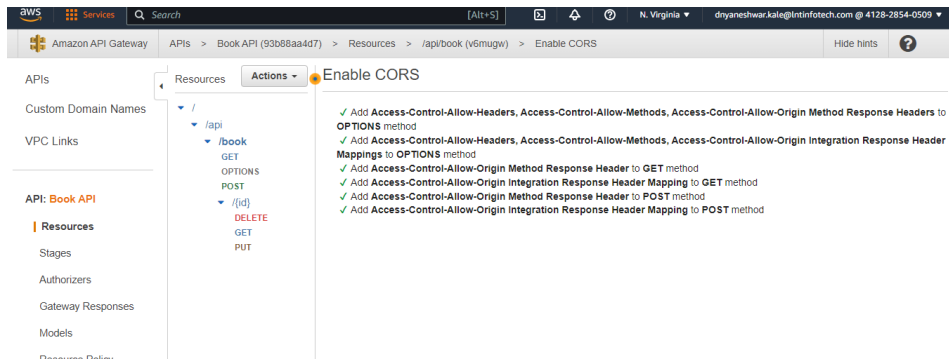 aws Services Search [Alt+S] N. Virginia dnyaneshwar.kale@lntinfotech.com @ 4128-2854-0509
Amazon API Gateway APIs > Book API (93b88aa4d7) > Resources > /api/book (v6mugw) > Enable CORS Hide hints ?
APIs
Custom Domain Names
VPC Links
API: Book API
Resources
Stages
Authorizers
Gateway Responses
Models
Resource Policy
Resources Actions
/
/api
/book
GET
OPTIONS
POST
/{id}
DELETE
GET
PUT
Enable CORS
✓ Add Access-Control-Allow-Headers, Access-Control-Allow-Methods, Access-Control-Allow-Origin Method Response Headers to
OPTIONS method
✓ Add Access-Control-Allow-Headers, Access-Control-Allow-Methods, Access-Control-Allow-Origin Integration Response Header
Mappings to OPTIONS method
✓ Add Access-Control-Allow-Origin Method Response Header to GET method
✓ Add Access-Control-Allow-Origin Integration Response Header Mapping to GET method
✓ Add Access-Control-Allow-Origin Method Response Header to POST method
✓ Add Access-Control-Allow-Origin Integration Response Header Mapping to POST method